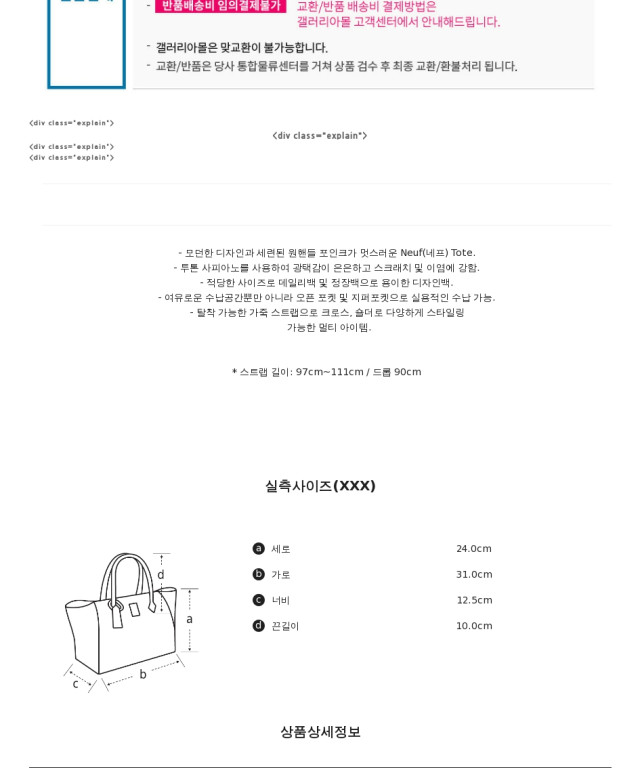 - 반품배송비 임의결제불가 교환/반품 배송비 결제방법은
갤러리아몰 고객센터에서 안내해드립니다.
- 갤러리아몰은 맞교환이 불가능합니다.
- 교환/반품은 당사 통합물류센터를 거쳐 상품 검수 후 최종 교환/환불처리 됩니다.
<div class="explain">
<div class="explain">
<div class="explain">
<div class="explain">
- 모던한 디자인과 세련된 원핸들 포인크가 멋스러운 Neuf(네프) Tote.
- 투톤 사피아노를 사용하여 광택감이 은은하고 스크래치 및 이염에 강함.
- 적당한 사이즈로 데일리백 및 정장백으로 용이한 디자인백.
- 여유로운 수납공간뿐만 아니라 오픈 포켓 및 지퍼포켓으로 실용적인 수납 가능.
- 탈착 가능한 가죽 스트랩으로 크로스, 숄더로 다양하게 스타일링
가능한 멀티 아이템.
* 스트랩 길이: 97cm~111cm / 드롭 90cm
실측사이즈(XXX)
a 세로 24.0cm
b 가로 31.0cm
c 너비 12.5cm
d 끈길이 10.0cm
d
a
b
c
상품상세정보